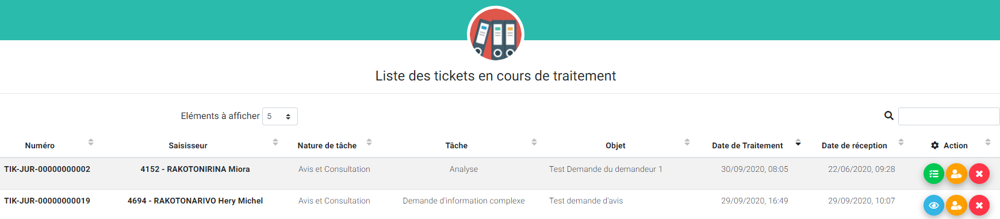 Liste des tickets en cours de traitement
Eléments à afficher 5
Numéro Saisisseur Nature de tâche Tâche Objet Date de Traitement Date de réception Action
TIK-JUR-00000000002 4152 - RAKOTONIRINA Miora Avis et Consultation Analyse Test Demande du demandeur 1 30/09/2020, 08:05 22/06/2020, 09:28
TIK-JUR-00000000019 4694 - RAKOTONARIVO Hery Michel Avis et Consultation Demande d'information complexe Test demande d'avis 29/09/2020, 16:49 29/09/2020, 10:07